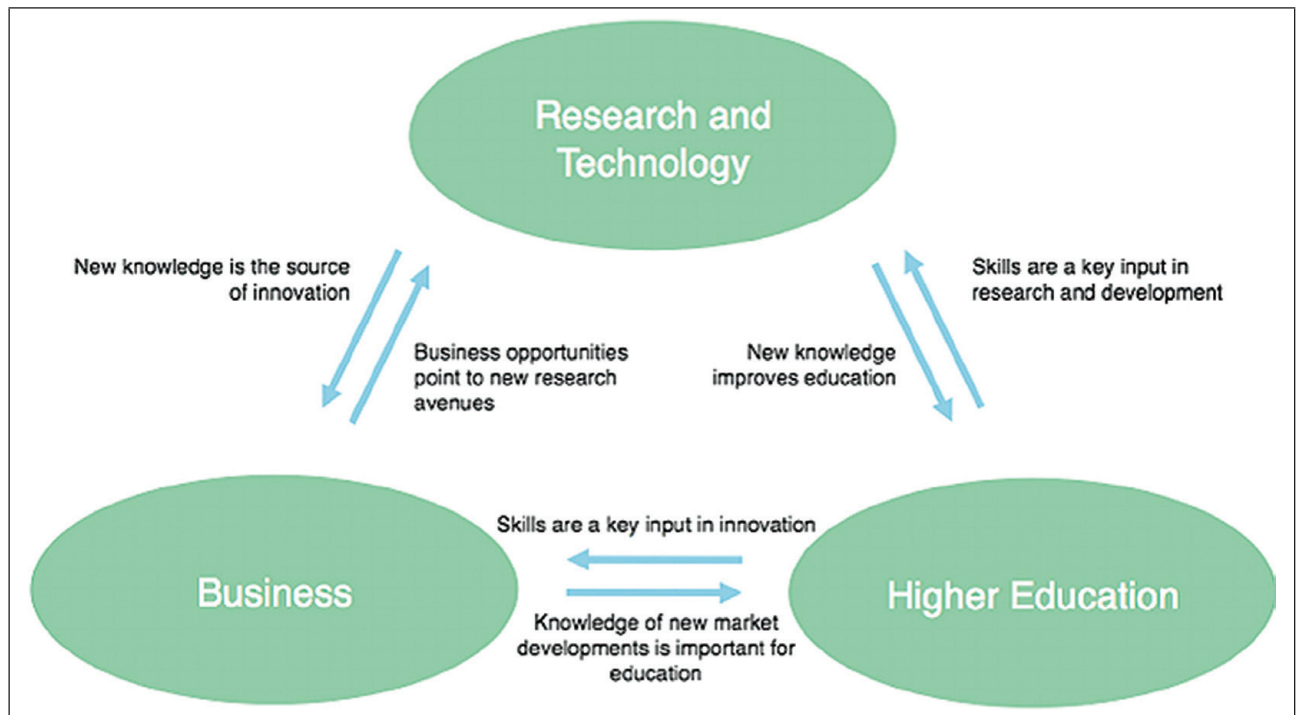 Research and
Technology
New knowledge is the source
of innovation
Skills are a key input in
research and development
Business opportunities
point to new research
avenues
New knowledge
improves education
Skills are a key input in innovation
Business
Higher Education
Knowledge of new market
developments is important for
education